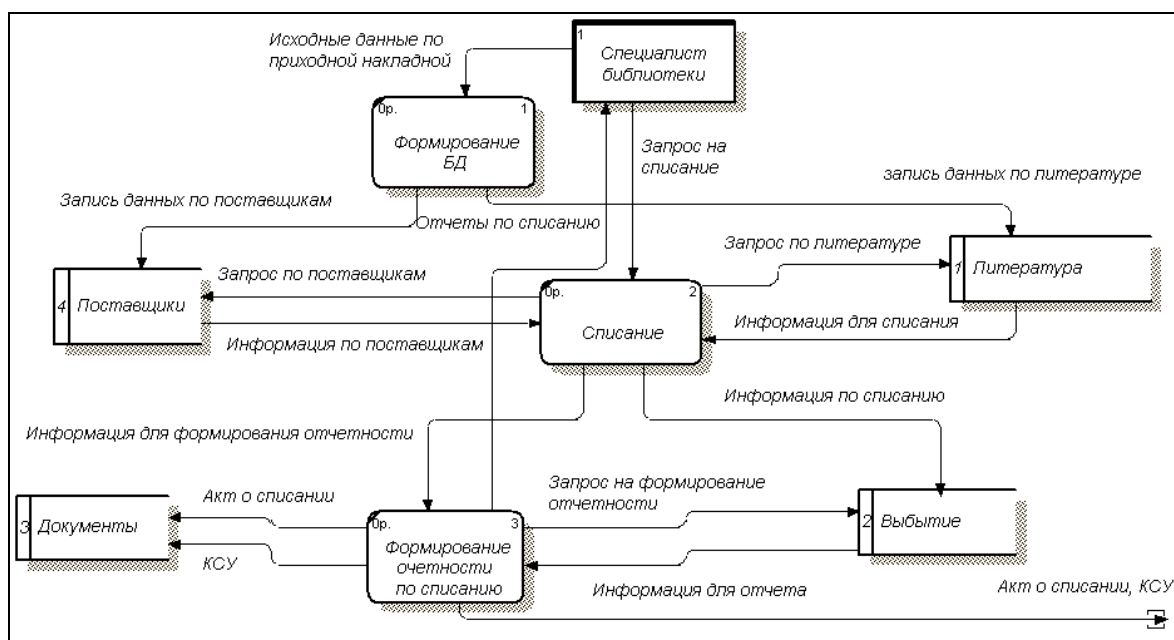 Исходные данные по
приходной накладной
1
Специалист
библиотеки
0р.
1
Формирование
БД
Запрос на
списание
запись данных по литературе
Запись данных по поставщикам
Отчеты по списанию
Запрос по литературе
4
Поставщики
Запрос по поставщикам
0р.
2
Списание
1
Литература
Информация для списания
Информация по поставщикам
Информация по списанию
Информация для формирования отчетности
Запрос на формирование
отчетности
Акт о списании
3
Документы
КСУ
0р.
3
Формирование
очетности
по списанию
2
Выбытие
Информация для отчета
Акт о списании, КСУ